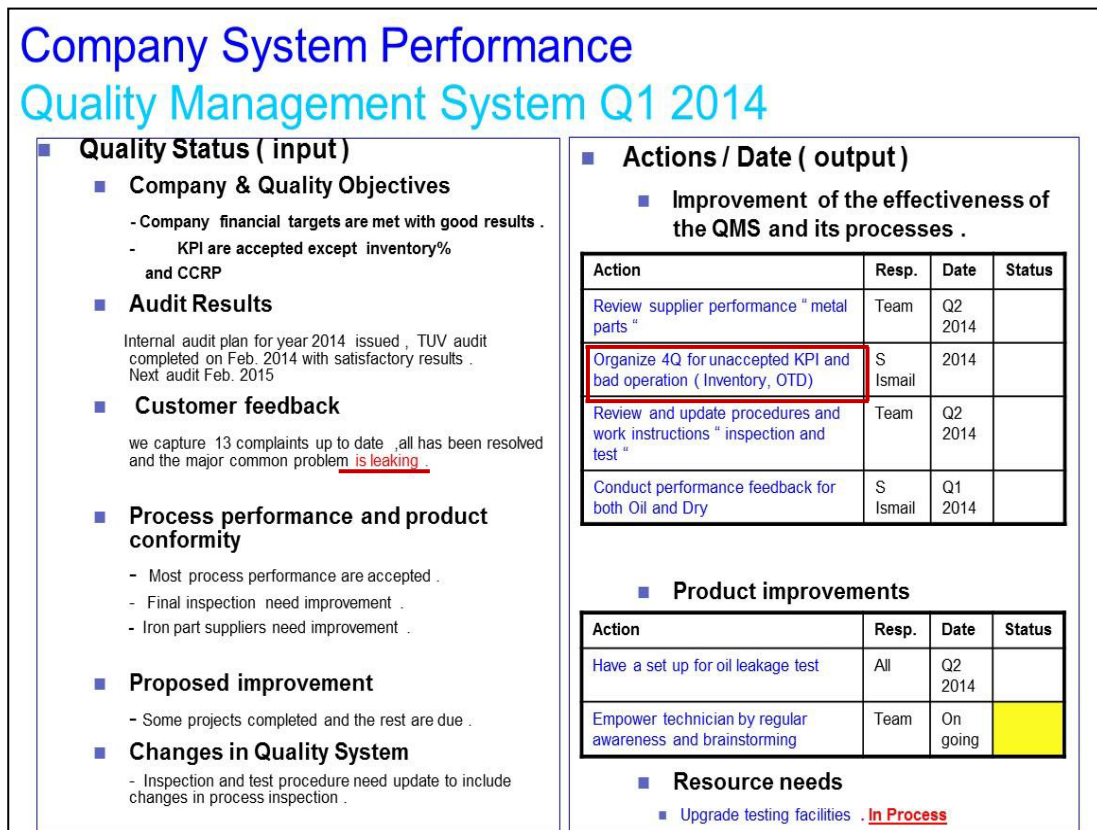 Company System Performance
Quality Management System Q1 2014
Quality Status ( input )
Company & Quality Objectives
- Company financial targets are met with good results .
- KPI are accepted except inventory%
and CCRP
Audit Results
Internal audit plan for year 2014 issued , TUV audit
completed on Feb. 2014 with satisfactory results .
Next audit Feb. 2015
Customer feedback
we capture 13 complaints up to date ,all has been resolved
and the major common problem is leaking .
Process performance and product
conformity
- Most process performance are accepted .
- Final inspection need improvement .
- Iron part suppliers need improvement .
Proposed improvement
- Some projects completed and the rest are due .
Changes in Quality System
- Inspection and test procedure need update to include
changes in process inspection .
Actions / Date ( output )
Improvement of the effectiveness of
the QMS and its processes .
Action Resp. Date Status
Review supplier performance “ metal Team Q2
parts “ 2014
Organize 4Q for unaccepted KPI and S 2014
bad operation ( Inventory, OTD) Ismail
Review and update procedures and Team Q2
work instructions “ inspection and 2014
test “
Conduct performance feedback for S Q1
both Oil and Dry Ismail 2014
Product improvements
Action Resp. Date Status
Have a set up for oil leakage test All Q2
2014
Empower technician by regular Team On
awareness and brainstorming going
Resource needs
Upgrade testing facilities . In Process